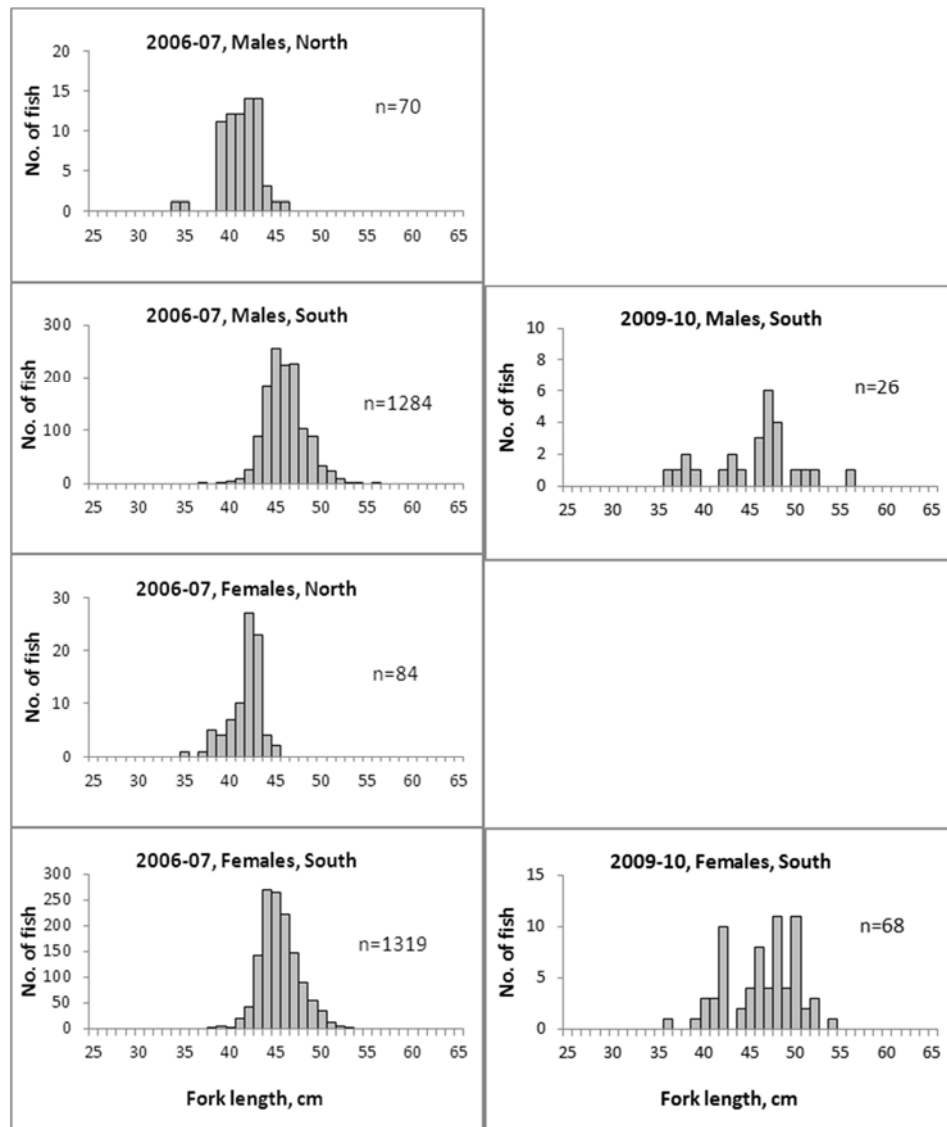 2006-07, Males, North
No. of fish
20
15
10
5
0
n=70
25 30 35 40 45 50 55 60 65
2006-07, Males, South
No. of fish
300
200
100
0
n=1284
25 30 35 40 45 50 55 60 65
2009-10, Males, South
No. of fish
10
8
6
4
2
0
n=26
25 30 35 40 45 50 55 60 65
2006-07, Females, North
No. of fish
30
20
10
0
n=84
25 30 35 40 45 50 55 60 65
2006-07, Females, South
No. of fish
300
250
200
150
100
50
0
n=1319
25 30 35 40 45 50 55 60 65
Fork length, cm
2009-10, Females, South
No. of fish
15
10
5
0
n=68
25 30 35 40 45 50 55 60 65
Fork length, cm